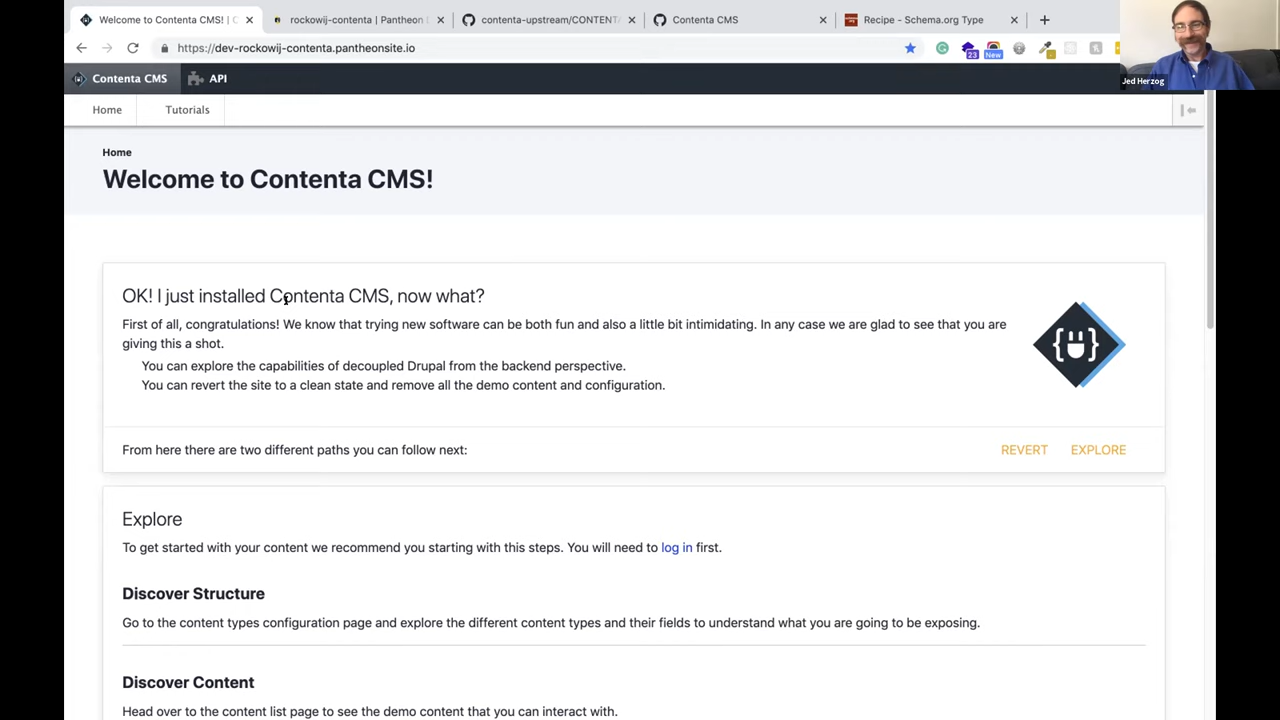 Welcome to Contenta CMS! | C
rockowij-contenta | Pantheon D
contenta-upstream/CONTENT
Contenta CMS
Recipe - Schema.org Type
https://dev-rockowij-contenta.pantheonsite.io
23
New
Jed Herzog
Contenta CMS
API
Home
Tutorials
Home
Welcome to Contenta CMS!
OK! I just installed Contenta CMS, now what?
First of all, congratulations! We know that trying new software can be both fun and also a little bit intimidating. In any case we are glad to see that you are
giving this a shot.
You can explore the capabilities of decoupled Drupal from the backend perspective.
You can revert the site to a clean state and remove all the demo content and configuration.
From here there are two different paths you can follow next:
REVERT
EXPLORE
Explore
To get started with your content we recommend you starting with this steps. You will need to log in first.
Discover Structure
Go to the content types configuration page and explore the different content types and their fields to understand what you are going to be exposing.
Discover Content
Head over to the content list page to see the demo content that you can interact with.